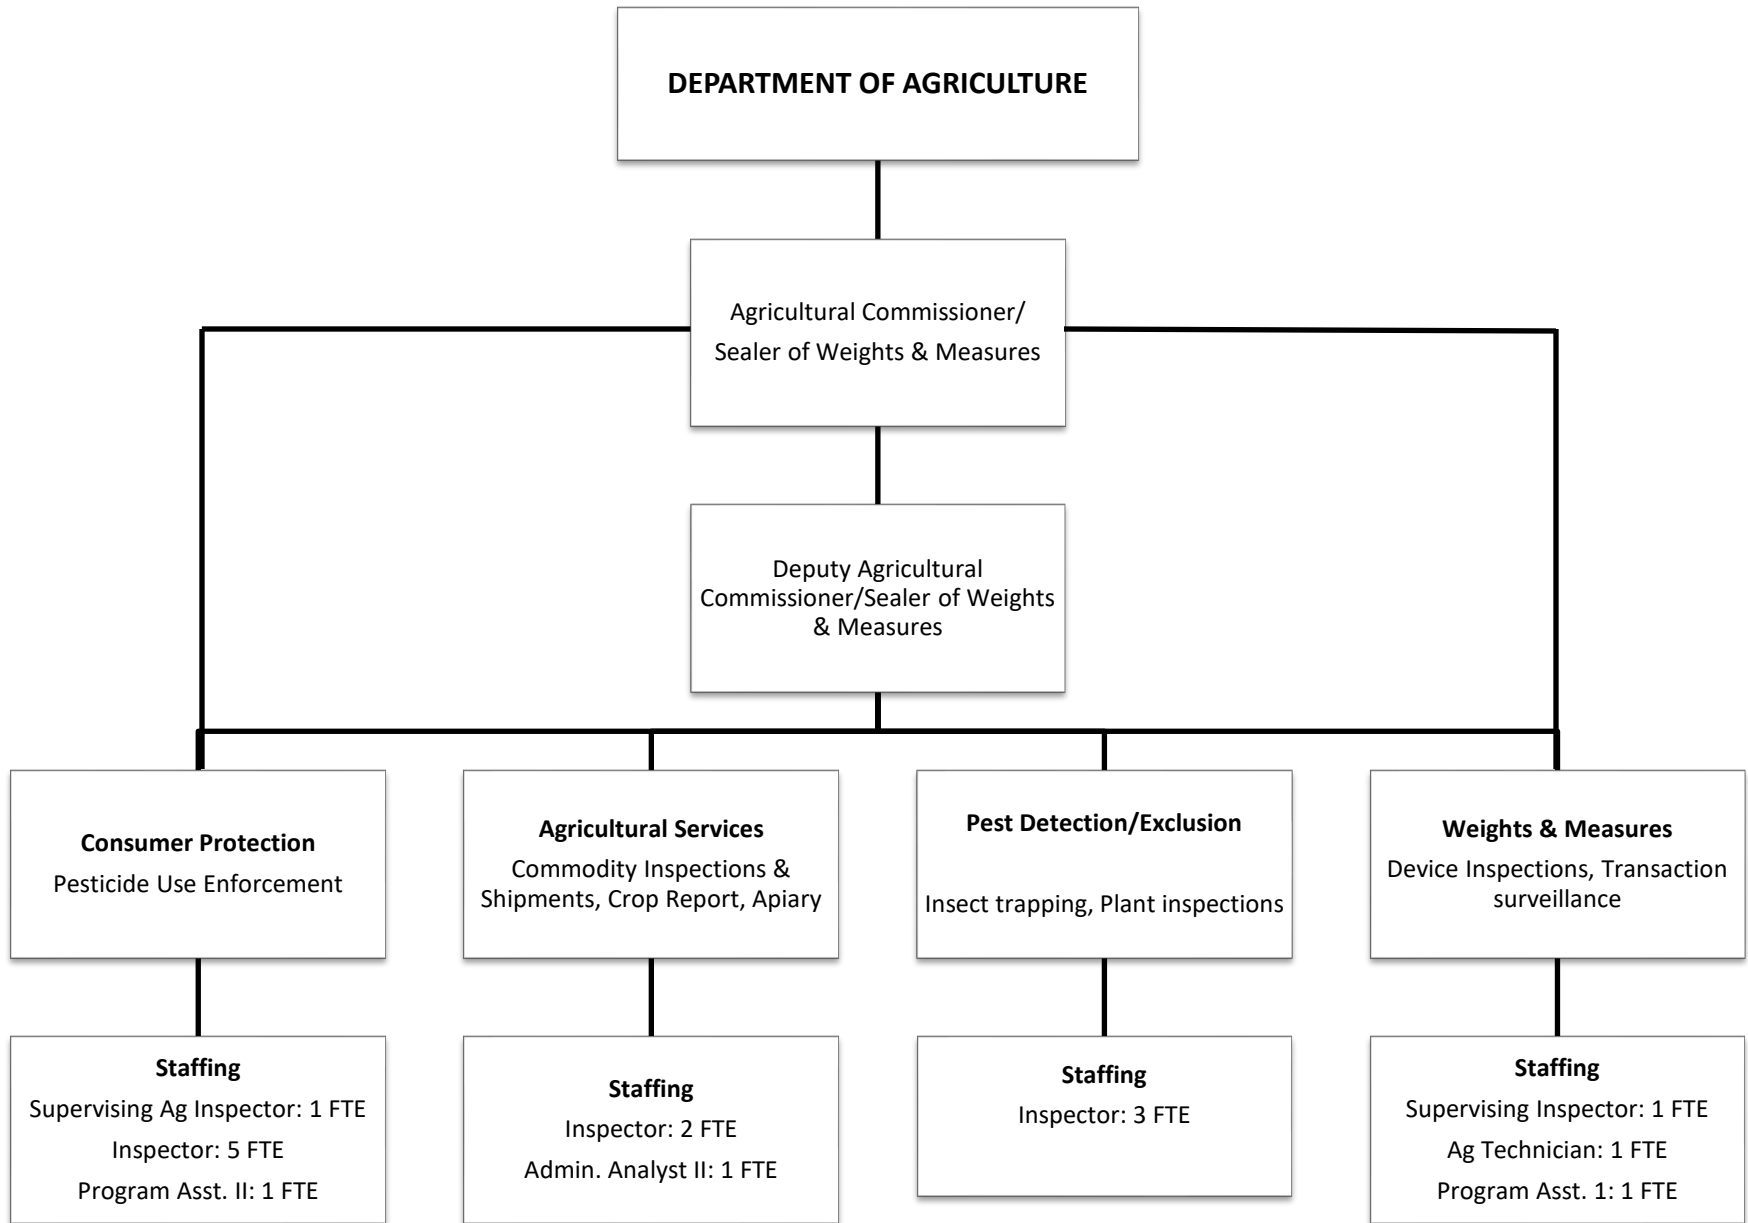 DEPARTMENT OF AGRICULTURE
Agricultural Commissioner/
Sealer of Weights & Measures
Deputy Agricultural
Commissioner/Sealer of Weights
& Measures
Consumer Protection
Pesticide Use Enforcement
Agricultural Services
Commodity Inspections &
Shipments, Crop Report, Apiary
Pest Detection/Exclusion
Insect trapping, Plant inspections
Weights & Measures
Device Inspections, Transaction
surveillance
Staffing
Supervising Ag Inspector: 1 FTE
Inspector: 5 FTE
Program Asst. II: 1 FTE
Staffing
Inspector: 2 FTE
Admin. Analyst II: 1 FTE
Staffing
Inspector: 3 FTE
Staffing
Supervising Inspector: 1 FTE
Ag Technician: 1 FTE
Program Asst. 1: 1 FTE